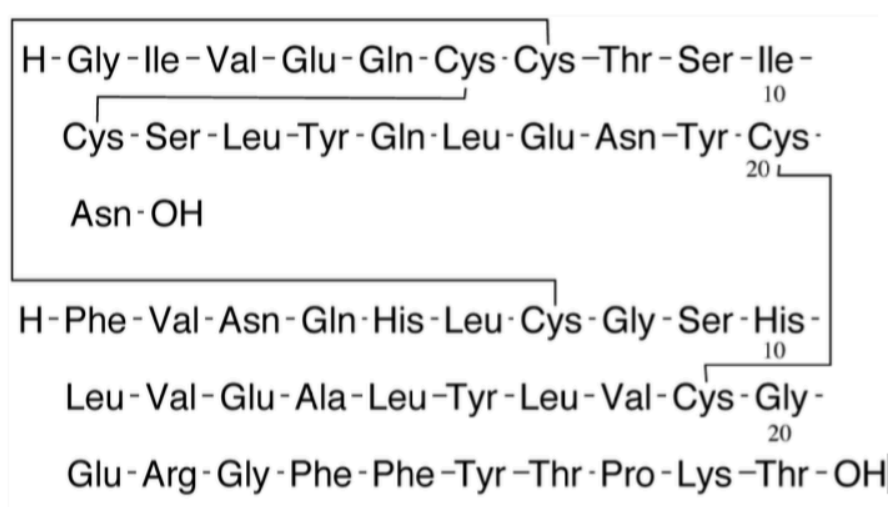 H-Gly-Ile-Val-Glu-Gln-Cys-Cys-Thr-Ser-Ile-
10
Cys-Ser-Leu-Tyr-Gln-Leu-Glu-Asn-Tyr-Cys-
20
Asn-OH
H-Phe-Val-Asn-Gln-His-Leu-Cys-Gly-Ser-His-
10
Leu-Val-Glu-Ala-Leu-Tyr-Leu-Val-Cys-Gly-
20
Glu-Arg-Gly-Phe-Phe-Tyr-Thr-Pro-Lys-Thr-OH